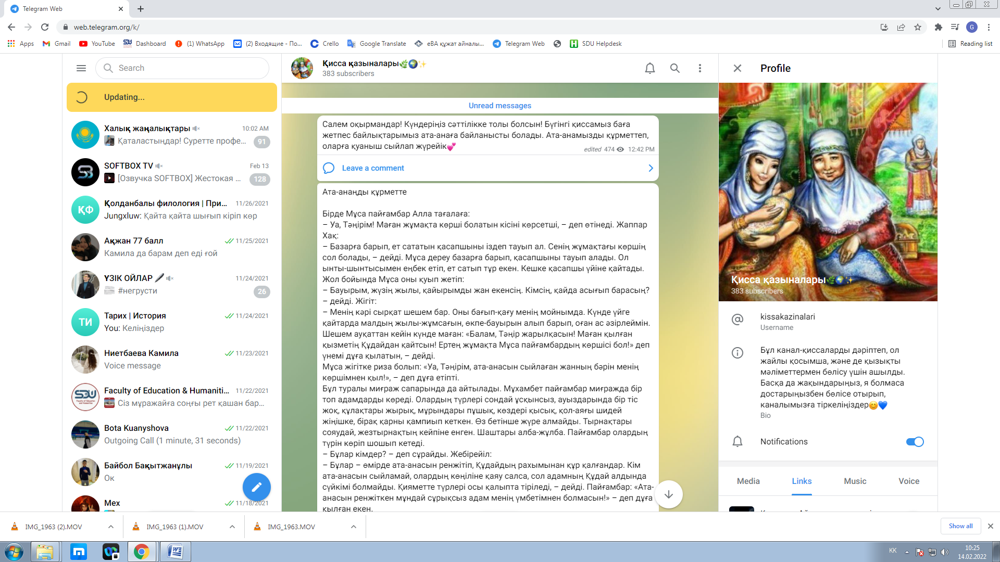 Telegram Web
web.telegram.org/k/
G
Apps
Gmail
YouTube
Dashboard
(1) WhatsApp
(2) Входящие - По...
Crello
Google Translate
еВА құжат айналы...
Telegram Web
SDU Helpdesk
Reading list
Search
Updating...
Халық жаңалықтары 10:02 AM
Қаталастыңдар! Суретте профе... 91
SOFTBOX TV Feb 13
[Озвучка SOFTBOX] Жестокая ... 128
ҚФ
Қолданбалы филология | При... 11/26/2021
Jungxluw: Қайта қайта шығып кіріп көр
Ақжан 77 балл 11/25/2021
Камила да барам деп еді ғой
ҮЗІК ОЙЛАР 11/24/2021
#негрусти 26
ТИ
Тарих | История 11/24/2021
You: Келіңіздер
Ниетбаева Камила 11/23/2021
Voice message
SDU
Faculty of Education & Humaniti... 11/22/2021
Сіз мұражайға соңғы рет қашан бар...
Bota Kuanyshova 11/22/2021
Outgoing Call (1 minute, 31 seconds)
Байбол Бақытжанұлы 11/19/2021
Ок
Мех 11/18/2021
Қисса қазыналары🌿🌍✨
383 subscribers
Unread messages
Салем оқырмандар! Күндеріңіз сәттілікке толы болсын! Бүгінгі қиссамыз баға
жетпес байлықтарымыз ата-анаға байланысты болады. Ата-анамызды құрметтеп,
оларға қуаныш сыйлап жүрейік💕
edited 474 12:42 PM
Leave a comment
Ата-анаңды құрметте
Бірде Мұса пайғамбар Алла тағалаға:
– Уа, Тәңірім! Маған жұмақта көрші болатын кісіні көрсетші, – деп өтінеді. Жаппар
Хақ:
– Базарға барып, ет сататын қасапшыны іздеп тауып ал. Сенің жұмақтағы көршің
сол болады, – дейді. Мұса дереу базарға барып, қасапшыны тауып алады. Ол
ынты-шынтысымен еңбек етіп, ет сатып тұр екен. Кешке қасапшы үйіне қайтады.
Жол бойында Мұса оны қуып жетіп:
– Бауырым, жүзің жылы, қайырымды жан екенсің. Кімсің, қайда асығып барасың?
– дейді. Жігіт:
– Менің кәрі сырқат шешем бар. Оны бағып-қағу менің мойнымда. Күнде үйге
қайтарда малдың жылы-жұмсағын, өкпе-бауырын алып барып, оған ас әзірлеймін.
Шешем ауқаттан кейін күнде маған: «Балам, Тәңір жарылқасын! Маған қылған
қызметің Құдайдан қайтсын! Ертең жұмақта Мұса пайғамбардың көршісі бол!» деп
үнемі дұға қылатын, – дейді.
Мұса жігітке риза болып: «Уа, Тәңірім, ата-анасын сыйлаған жанның бәрін менің
көршімнен қыл!», – деп дұға етіпті.
Бұл туралы миғраж сапарында да айтылады. Мұхамбет пайғамбар миғражда бір
топ адамдарды көреді. Олардың түрлері сондай ұсқынсыз, ауыздарында бір тіс
жоқ, құлақтары жырық, мұрындары пұшық, көздері қысық, қол-аяғы шидей
жіңішке, бірақ қарны қампиып кеткен. Өз бетінше жүре алмайды. Тырнақтары
сояудай, жезтырнақтың кейпіне енген. Шаштары алба-жұлба. Пайғамбар олардың
түрін көріп шошып кетеді.
– Бұлар кімдер? – деп сұрайды. Жебірейіл:
– Бұлар – өмірде ата-анасын ренжітіп, Құдайдың рахымынан құр қалғандар. Кім
ата-анасын сыйламай, олардың көңіліне қаяу салса, сол адамның Құдай алдында
сүйкімі болмайды. Қияметте түрлері осы қалыпта тіріледі, – дейді. Пайғамбар: «Ата-
анасын ренжіткен мұндай сұрықсыз адам менің үмбетімнен болмасын!» – деп дұға
қылған екен.
Profile
Қисса қазыналары🌿🌍✨
383 subscribers
kissakazinalari
Username
Бұл канал-қиссаларды дәріптеп, ол
жайлы қосымша, және де қызықты
мәліметтермен бөлісу үшін ашылды.
Басқа да жақындарыңыз, я болмаса
достарыңызбен бөлісе отырып,
каналымызға тіркеліңіздер😊💙
Bio
Notifications
Media Links Music Voice
IMG_1963 (2).MOV
IMG_1963 (1).MOV
IMG_1963.MOV
Show all
KK
10:25
14.02.2022